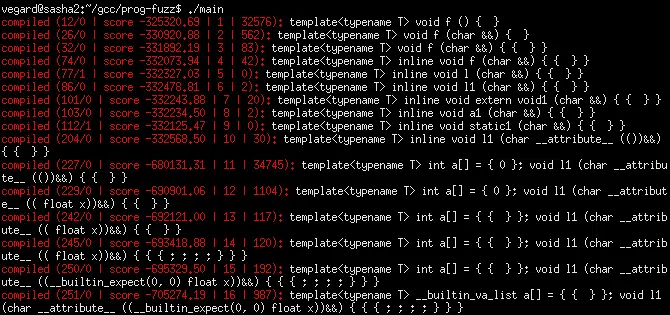 vegard@sasha2:~/gcc/prog-fuzz$ ./main
compiled (12/0 | score -325320.69 | 1 | 32576): template<typename T> void f () { }
compiled (26/0 | score -330920.88 | 2 | 562): template<typename T> void f (char &&) { }
compiled (32/0 | score -331892.19 | 3 | 83): template<typename T> void f (char &&) { { } }
compiled (74/0 | score -332073.94 | 4 | 42): template<typename T> inline void f (char &&) { { } }
compiled (77/1 | score -332327.03 | 5 | 0): template<typename T> inline void l (char &&) { { } }
compiled (86/0 | score -332478.81 | 6 | 2): template<typename T> inline void l1 (char &&) { { } }
compiled (101/0 | score -332243.88 | 7 | 20): template<typename T> inline void extern void1 (char &&) { { } }
compiled (103/0 | score -332234.50 | 8 | 2): template<typename T> inline void a1 (char &&) { { } }
compiled (112/1 | score -332125.47 | 9 | 0): template<typename T> inline void static1 (char &&) { { } }
compiled (204/0 | score -332568.50 | 10 | 30): template<typename T> inline void l1 (char __attribute__ (())&&)
{ { } }
compiled (227/0 | score -680131.31 | 11 | 34745): template<typename T> int a[] = { 0 }; void l1 (char __attribu
te__ (())&&) { { } }
compiled (229/0 | score -690901.06 | 12 | 1104): template<typename T> int a[] = { 0 }; void l1 (char __attribut
e__ (( float x))&&) { { } }
compiled (242/0 | score -692121.00 | 13 | 117): template<typename T> int a[] = { { } }; void l1 (char __attri
bute__ (( float x))&&) { { } }
compiled (245/0 | score -693418.88 | 14 | 120): template<typename T> int a[] = { { } }; void l1 (char __attri
bute__ (( float x))&&) { { { ; ; ; ; } } }
compiled (250/0 | score -695329.50 | 15 | 192): template<typename T> int a[] = { { } }; void l1 (char __attri
bute__ ((__builtin_expect(0, 0) float x))&&) { { { ; ; ; ; } } }
compiled (251/0 | score -705274.19 | 16 | 987): template<typename T> __builtin_va_list a[] = { { } }; void l1
(char __attribute__ ((__builtin_expect(0, 0) float x))&&) { { { ; ; ; ; } } }